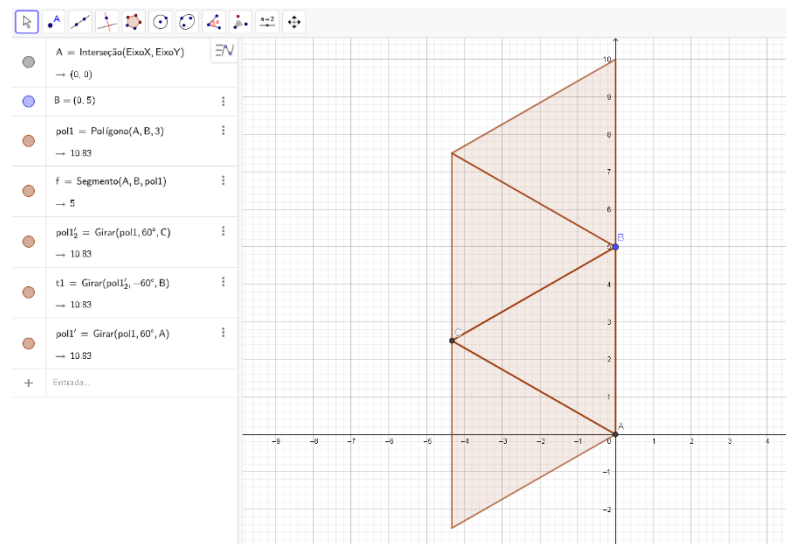 a=2
A = Interseção(EixoX, EixoY)
→ (0, 0)
B = (0, 5)
pol1 = Polígono(A, B, 3)
→ 10.83
f = Segmento(A, B, pol1)
→ 5
pol1′₂ = Girar(pol1, 60°, C)
→ 10.83
t1 = Girar(pol1′₂, −60°, B)
→ 10.83
pol1′ = Girar(pol1, 60°, A)
→ 10.83
+ Entrada...
10
9
8
7
6
B
5
4
3
C
2
1
A
−9 −8 −7 −6 −5 −4 −3 −2 −1 0 1 2 3 4
−1
−2